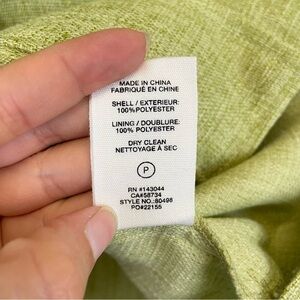 MADE IN CHINA
FABRIQUÉ EN CHINE
SHELL / EXTERIEUR:
100%POLYESTER
LINING / DOUBLURE:
100% POLYESTER
DRY CLEAN
NETTOYAGE À SEC
P
RN #143044
CA#58734
STYLE NO.:80498
PO#22155